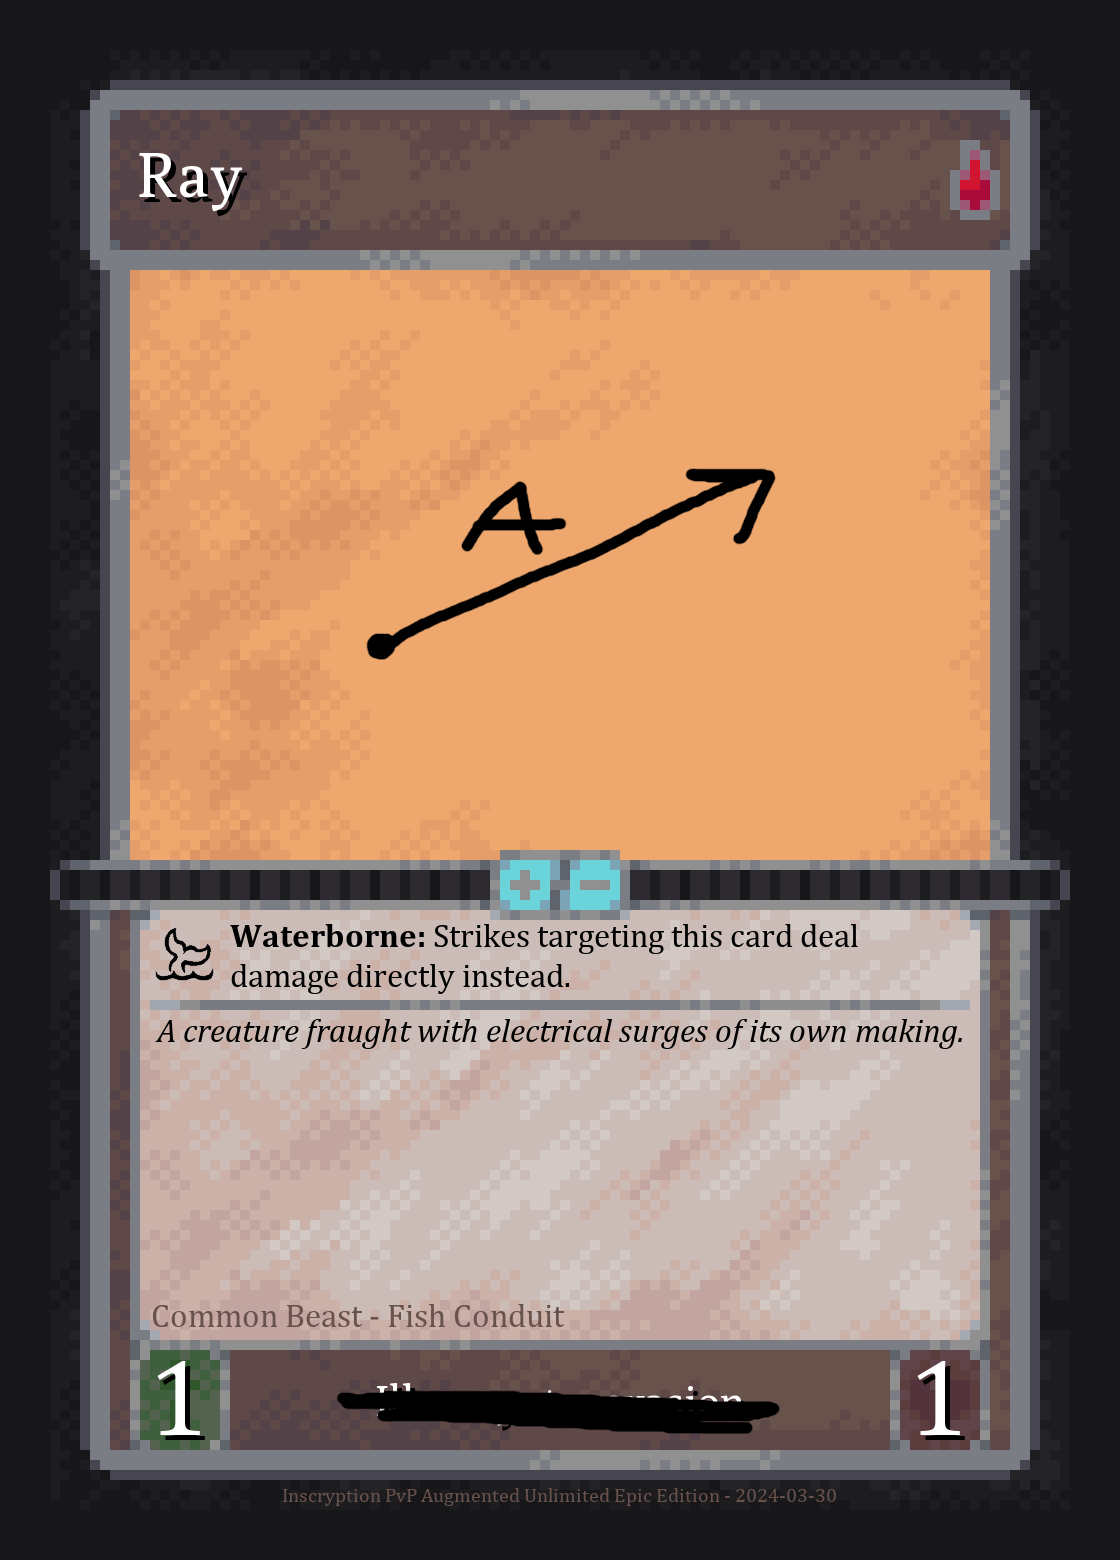 Ray
A
Waterborne: Strikes targeting this card deal
damage directly instead.
A creature fraught with electrical surges of its own making.
Common Beast - Fish Conduit
1
1
Inscryption PvP Augmented Unlimited Epic Edition - 2024-03-30